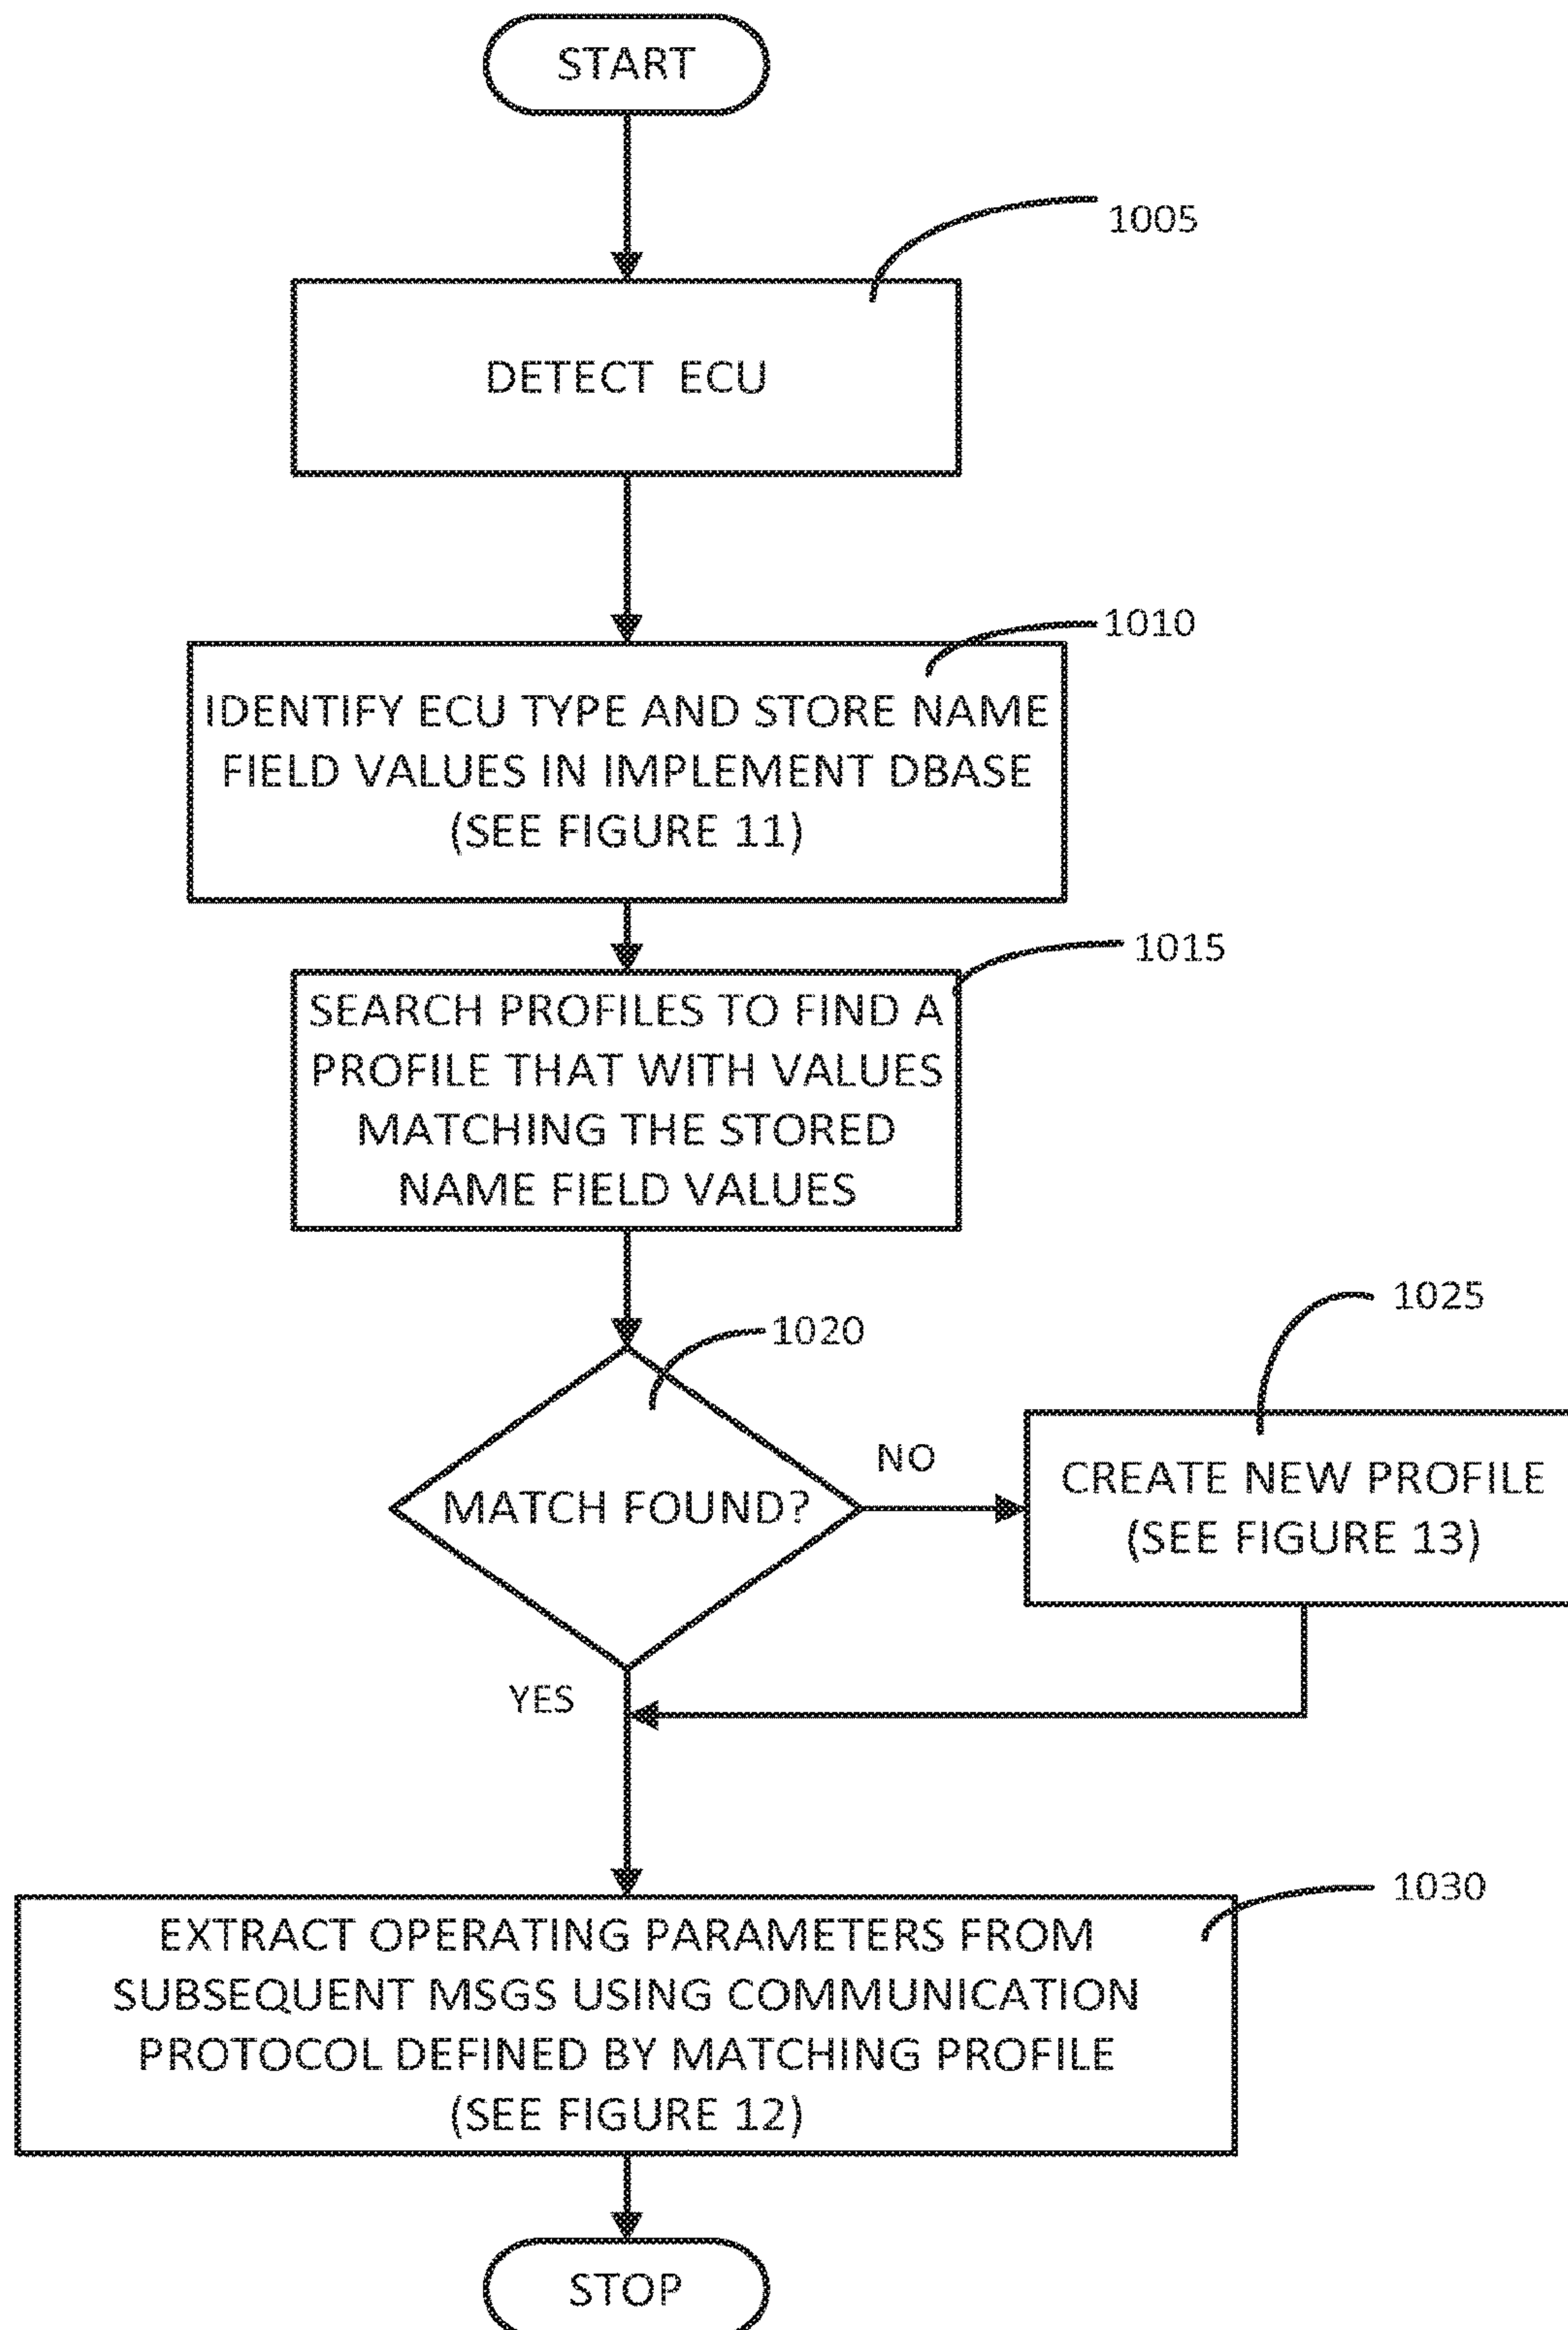 START
1005
DETECT ECU
1010
IDENTIFY ECU TYPE AND STORE NAME
FIELD VALUES IN IMPLEMENT DBASE
(SEE FIGURE 11)
1015
SEARCH PROFILES TO FIND A
PROFILE THAT WITH VALUES
MATCHING THE STORED
NAME FIELD VALUES
1020
MATCH FOUND?
NO
1025
CREATE NEW PROFILE
(SEE FIGURE 13)
YES
1030
EXTRACT OPERATING PARAMETERS FROM
SUBSEQUENT MSGS USING COMMUNICATION
PROTOCOL DEFINED BY MATCHING PROFILE
(SEE FIGURE 12)
STOP